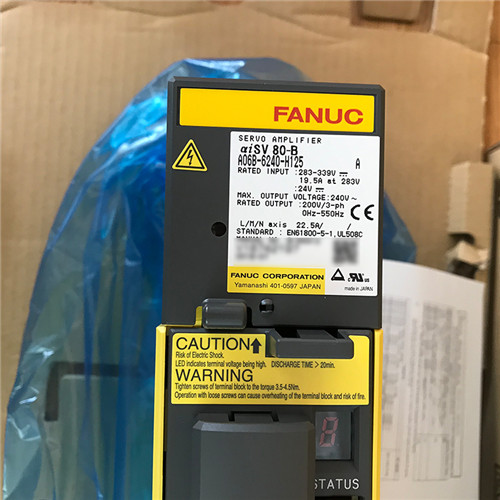 FANUC
SERVO AMPLIFIER
αiSV 80-B
A06B-6240-H125 A
RATED INPUT :283-339V
19.5A at 283V
:24V
MAX. OUTPUT VOLTAGE:240V~
RATED OUTPUT :200V/3-ph
0Hz-550Hz
L/M/N axis 22.5A/ /
STANDARD : EN61800-5-1,UL508C
FANUC CORPORATION
Yamanashi 401-0597 JAPAN
MADE IN JAPAN
CAUTION
Risk of Electric Shock.
LED indicates terminal voltage being high. DISCHARGE TIME > 20min.
WARNING
Tighten screws of terminal block to the torque 3.5-4.5Nm.
Operation with loose screws can cause overheating of the terminal block and risk of fire.
8
STATUS